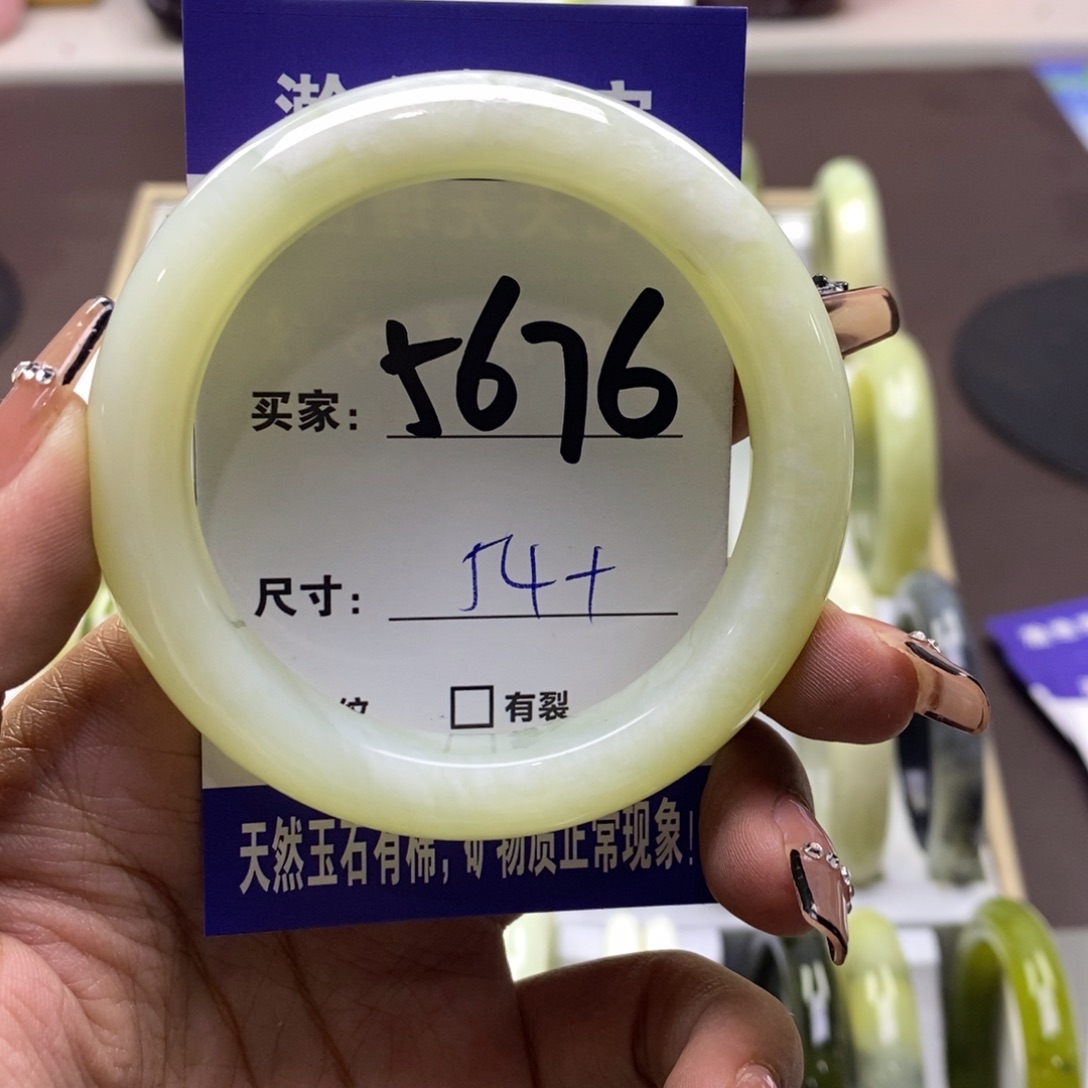 买家: 5676
尺寸: 54+
纹 □有裂
天然玉石有棉,矿物质正常现象!